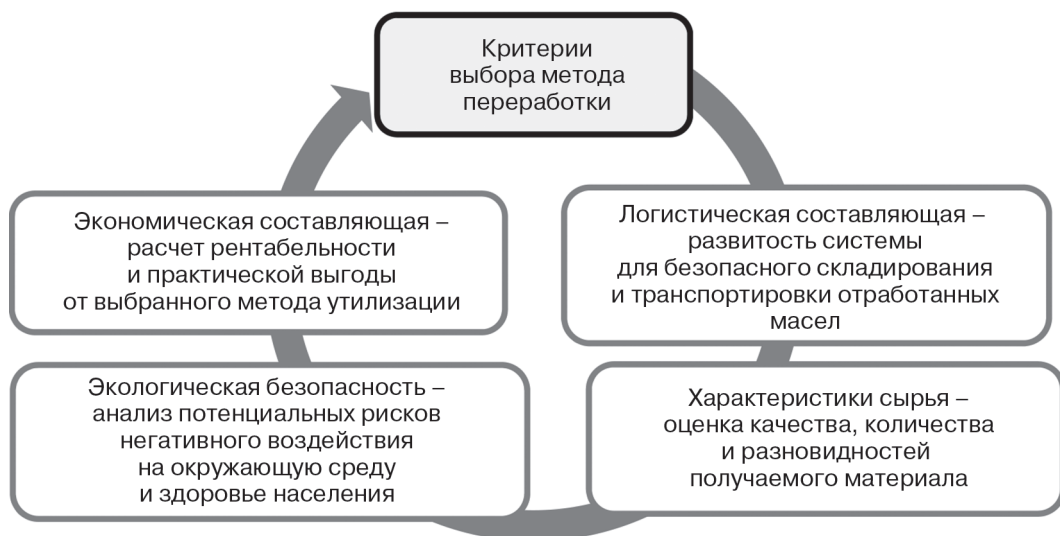 Критерии
выбора метода
переработки
Экономическая составляющая –
расчет рентабельности
и практической выгоды
от выбранного метода утилизации
Логистическая составляющая –
развитость системы
для безопасного складирования
и транспортировки отработанных
масел
Экологическая безопасность –
анализ потенциальных рисков
негативного воздействия
на окружающую среду
и здоровье населения
Характеристики сырья –
оценка качества, количества
и разновидностей
получаемого материала